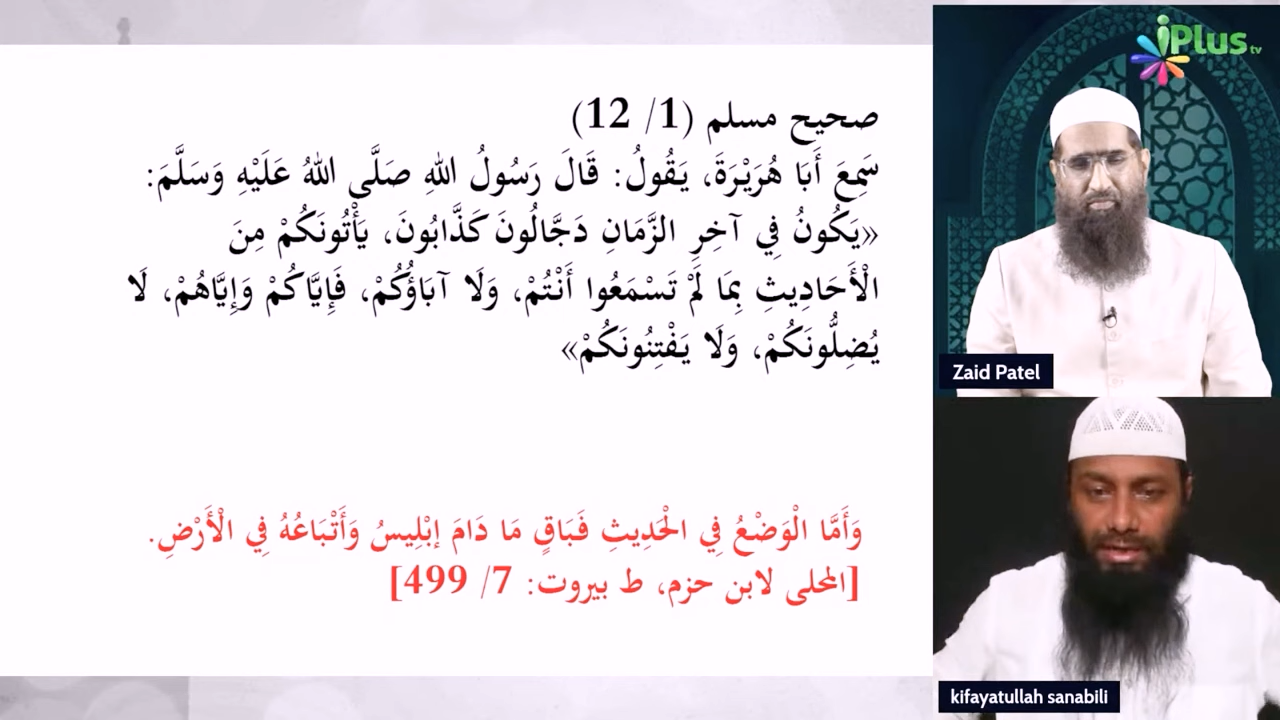 صحيح مسلم (1/ 12)
سَمِعَ أَبَا هُرَيْرَةَ، يَقُولُ: قَالَ رَسُولُ اللهِ صَلَّى اللهُ عَلَيْهِ وَسَلَّمَ:
«يَكُونُ فِي آخِرِ الزَّمَانِ دَجَّالُونَ كَذَّابُونَ، يَأْتُونَكُمْ مِنَ
الْأَحَادِيثِ بِمَا لَمْ تَسْمَعُوا أَنْتُمْ، وَلَا آبَاؤُكُمْ، فَإِيَّاكُمْ وَإِيَّاهُمْ، لَا
يُضِلُّونَكُمْ، وَلَا يَفْتِنُونَكُمْ»
وَأَمَّا الْوَضْعُ فِي الْحَدِيثِ فَبَاقٍ مَا دَامَ إبْلِيسُ وَأَتْبَاعُهُ فِي الْأَرْضِ.
[المحلى لابن حزم، ط بيروت: 7/ 499]
iPlus tv
Zaid Patel
kifayatullah sanabili